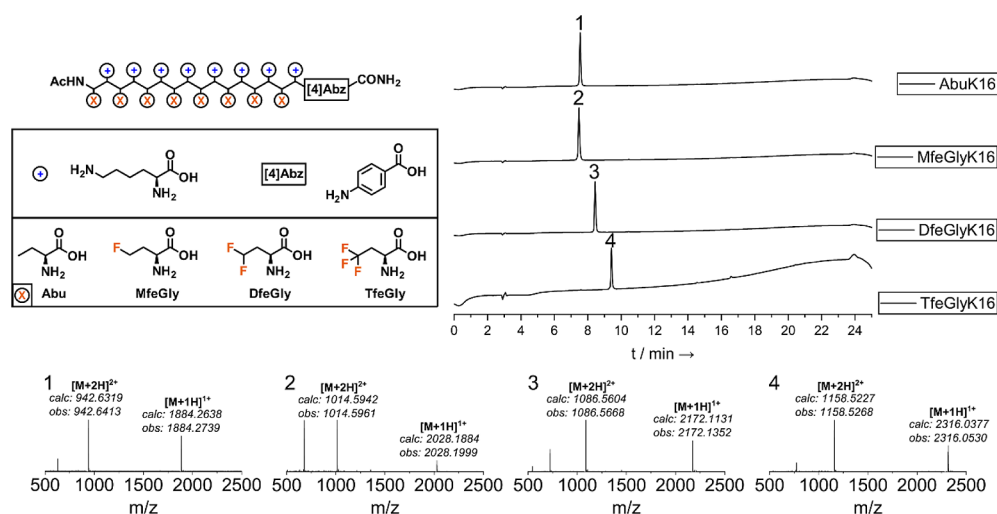 AcHN
+ + + + + + + +
[4]Abz
CONH2
X X X X X X X X
+
H2N
O
OH
NH2
[4]Abz
O
OH
H2N
O
OH
NH2
F
O
OH
NH2
F
F
O
OH
NH2
F
F
F
O
OH
NH2
X
Abu
MfeGly
DfeGly
TfeGly
1
AbuK16
2
MfeGlyK16
3
DfeGlyK16
4
TfeGlyK16
0 2 4 6 8 10 12 14 16 18 20 22 24
t / min →
1
[M+2H]2+
calc: 942.6319
obs: 942.6413
[M+1H]1+
calc: 1884.2638
obs: 1884.2739
500 1000 1500 2000 2500
m/z
2
[M+2H]2+
calc: 1014.5942
obs: 1014.5961
[M+1H]1+
calc: 2028.1884
obs: 2028.1999
500 1000 1500 2000 2500
m/z
3
[M+2H]2+
calc: 1086.5604
obs: 1086.5668
[M+1H]1+
calc: 2172.1131
obs: 2172.1352
500 1000 1500 2000 2500
m/z
4
[M+2H]2+
calc: 1158.5227
obs: 1158.5268
[M+1H]1+
calc: 2316.0377
obs: 2316.0530
500 1000 1500 2000 2500
m/z